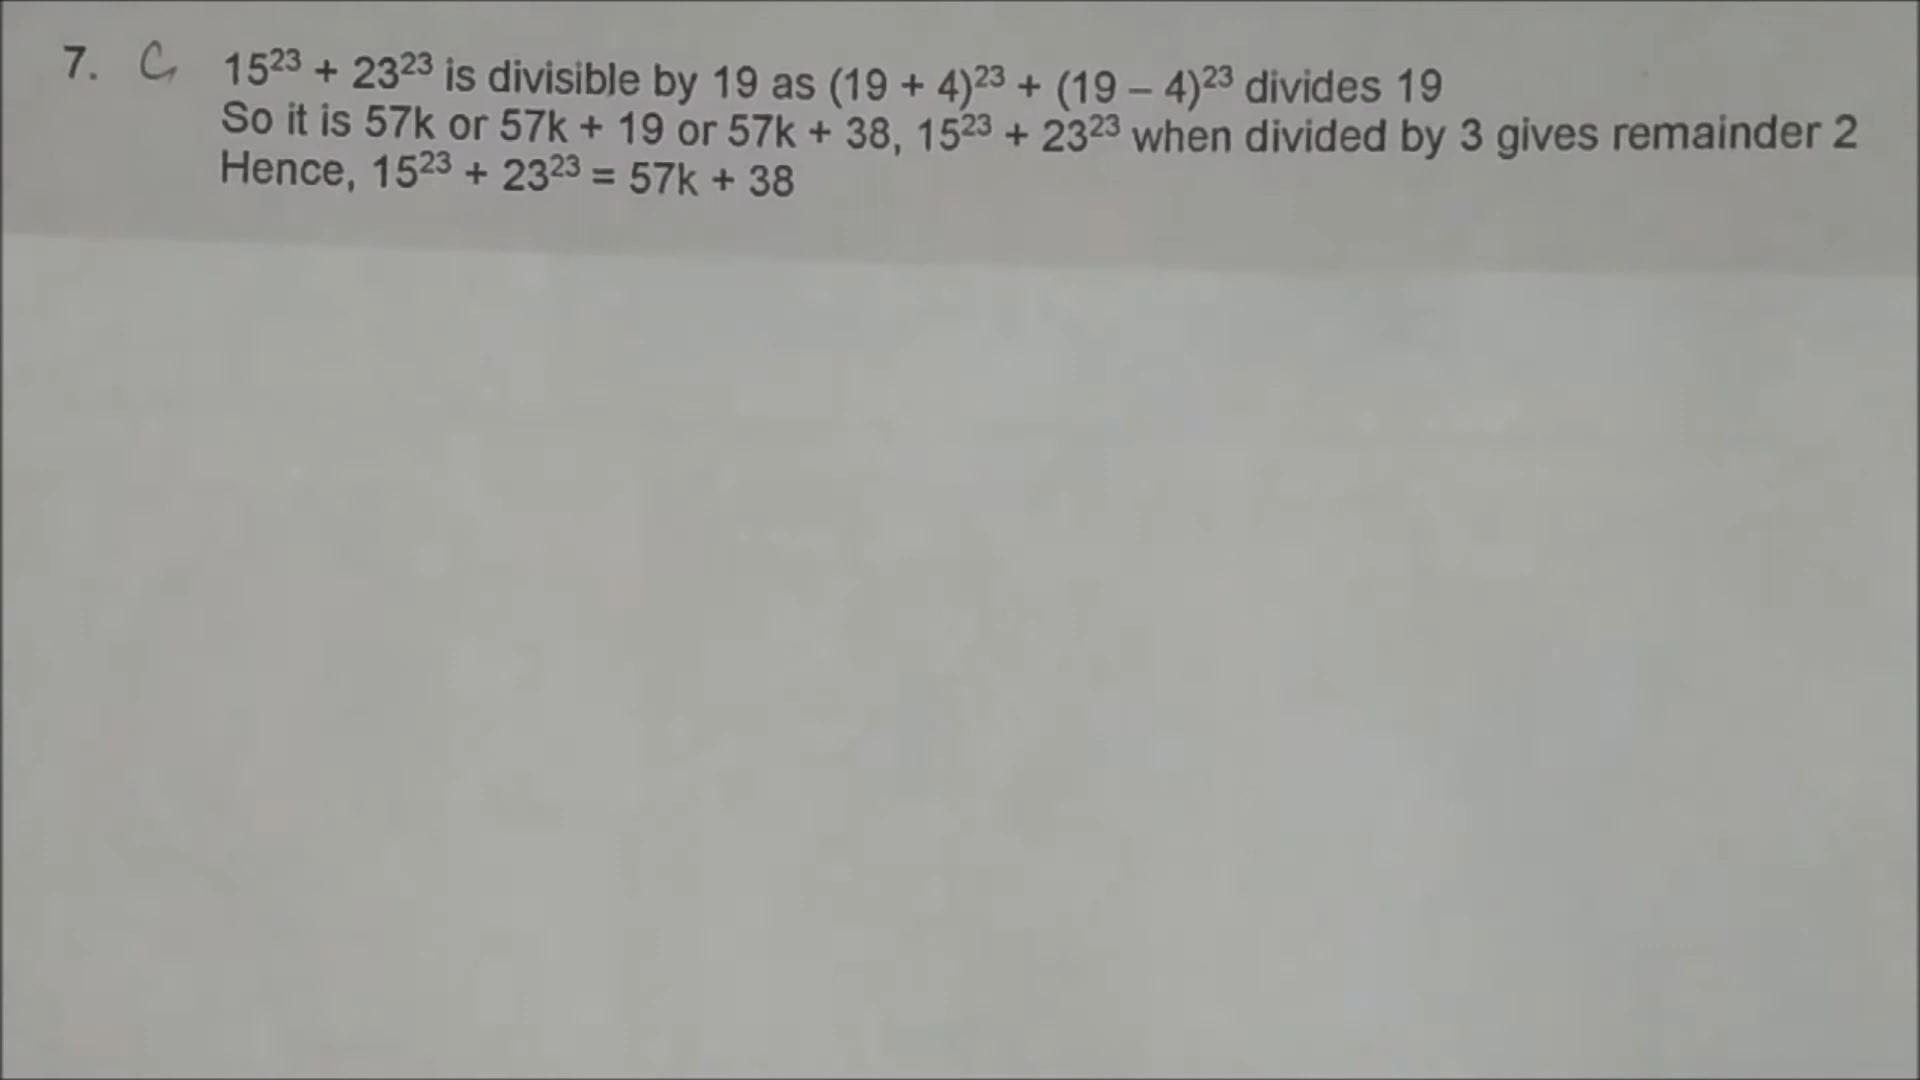 7. C 15²³ + 23²³ is divisible by 19 as (19 + 4)²³ + (19 – 4)²³ divides 19
So it is 57k or 57k + 19 or 57k + 38, 15²³ + 23²³ when divided by 3 gives remainder 2
Hence, 15²³ + 23²³ = 57k + 38